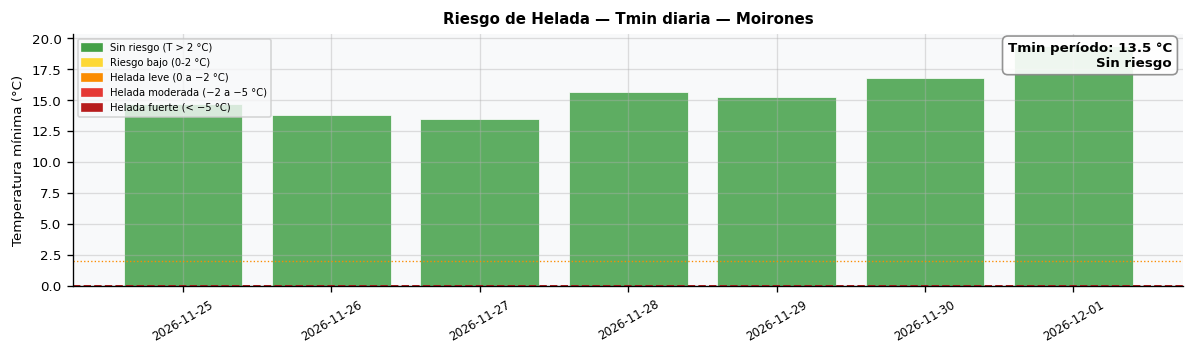 Riesgo de Helada — Tmin diaria — Moirones
Temperatura mínima (°C)
20.0
17.5
15.0
12.5
10.0
7.5
5.0
2.5
0.0
Sin riesgo (T > 2 °C)
Riesgo bajo (0-2 °C)
Helada leve (0 a −2 °C)
Helada moderada (−2 a −5 °C)
Helada fuerte (< −5 °C)
Tmin período: 13.5 °C
Sin riesgo
2026-11-25
2026-11-26
2026-11-27
2026-11-28
2026-11-29
2026-11-30
2026-12-01